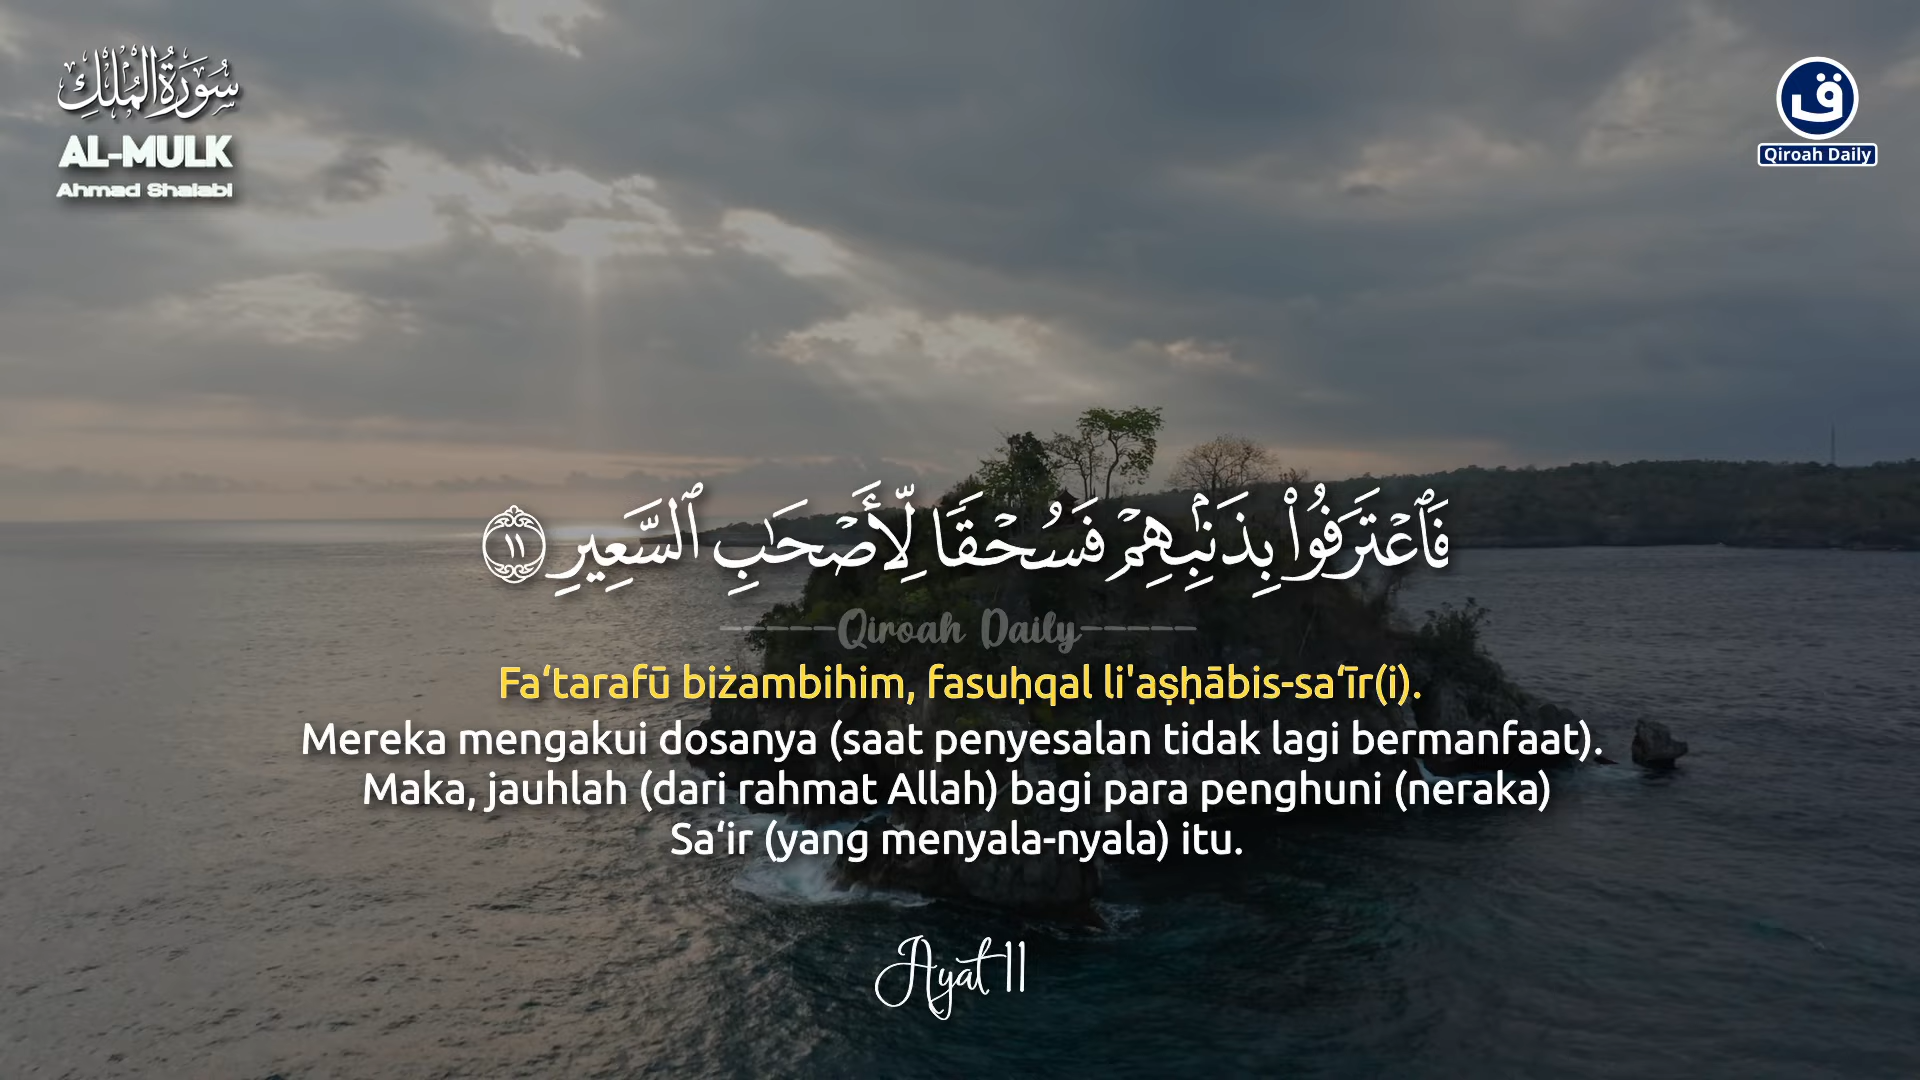 سُورَةُ الْمُلْكِ
AL-MULK
Ahmad Shalabi
ق
Qiroah Daily
فَٱعْتَرَفُوا۟ بِذَنۢبِهِمْ فَسُحْقًا لِّأَصْحَـٰبِ ٱلسَّعِيرِ ١١
-----Qiroah Daily-----
Fa‘tarafū biżambihim, fasuḥqal li'aṣḥābis-sa‘īr(i).
Mereka mengakui dosanya (saat penyesalan tidak lagi bermanfaat).
Maka, jauhlah (dari rahmat Allah) bagi para penghuni (neraka)
Sa‘ir (yang menyala-nyala) itu.
Ayat 11